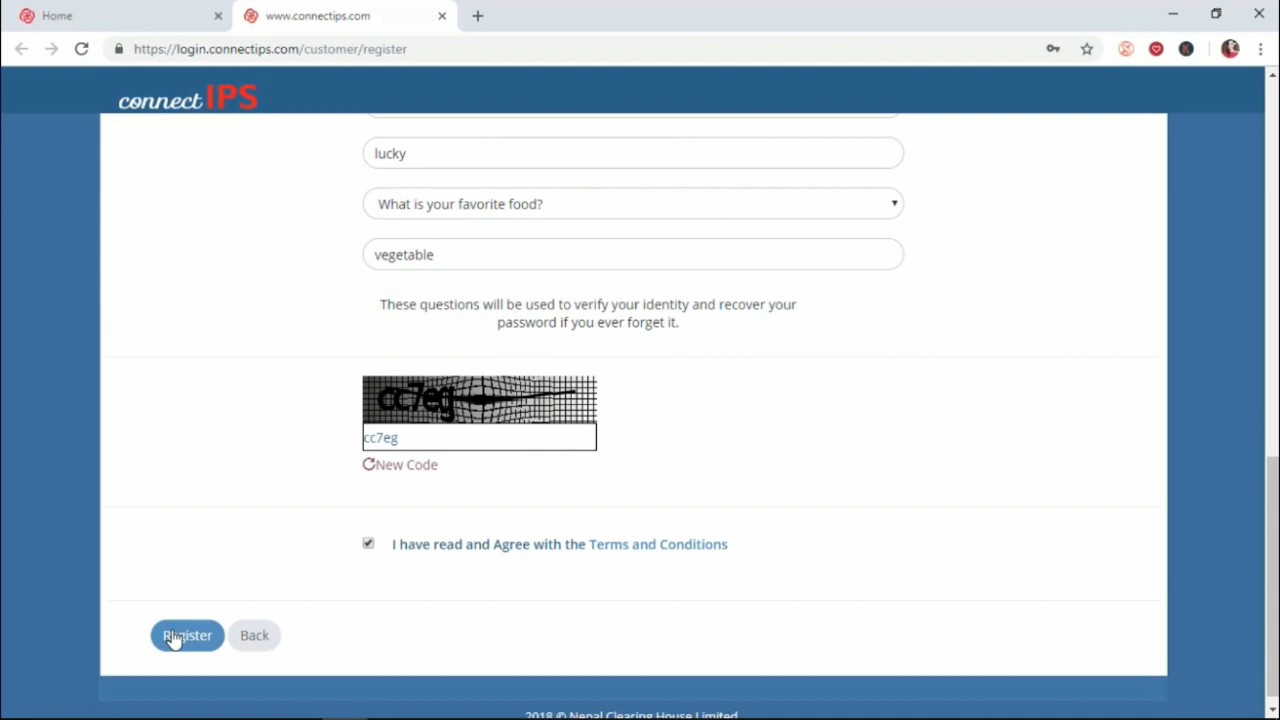 Home
www.connectips.com
https://login.connectips.com/customer/register
connectIPS
lucky
What is your favorite food?
vegetable
These questions will be used to verify your identity and recover your
password if you ever forget it.
cc7eg
cc7eg
New Code
I have read and Agree with the Terms and Conditions
Register
Back
2018 © Nepal Clearing House Limited